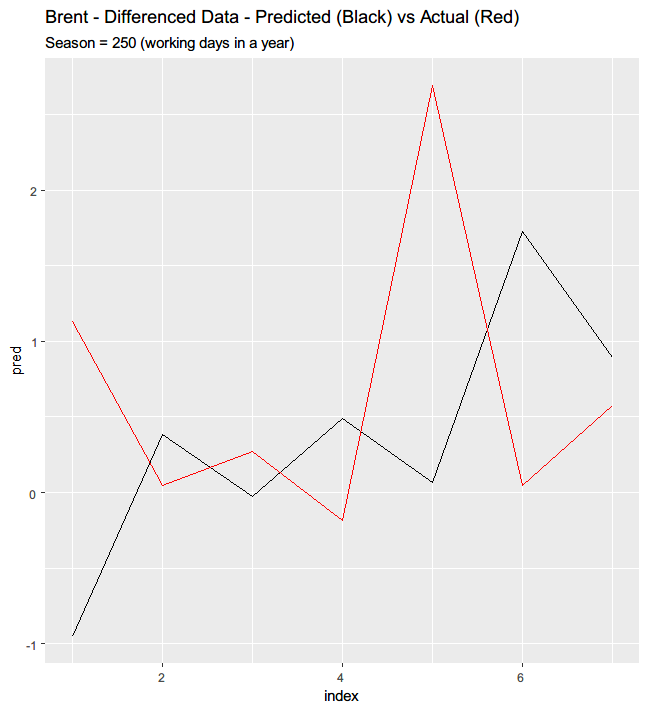 Brent - Differenced Data - Predicted (Black) vs Actual (Red)
Season = 250 (working days in a year)
pred
2
1
0
-1
2
4
6
index